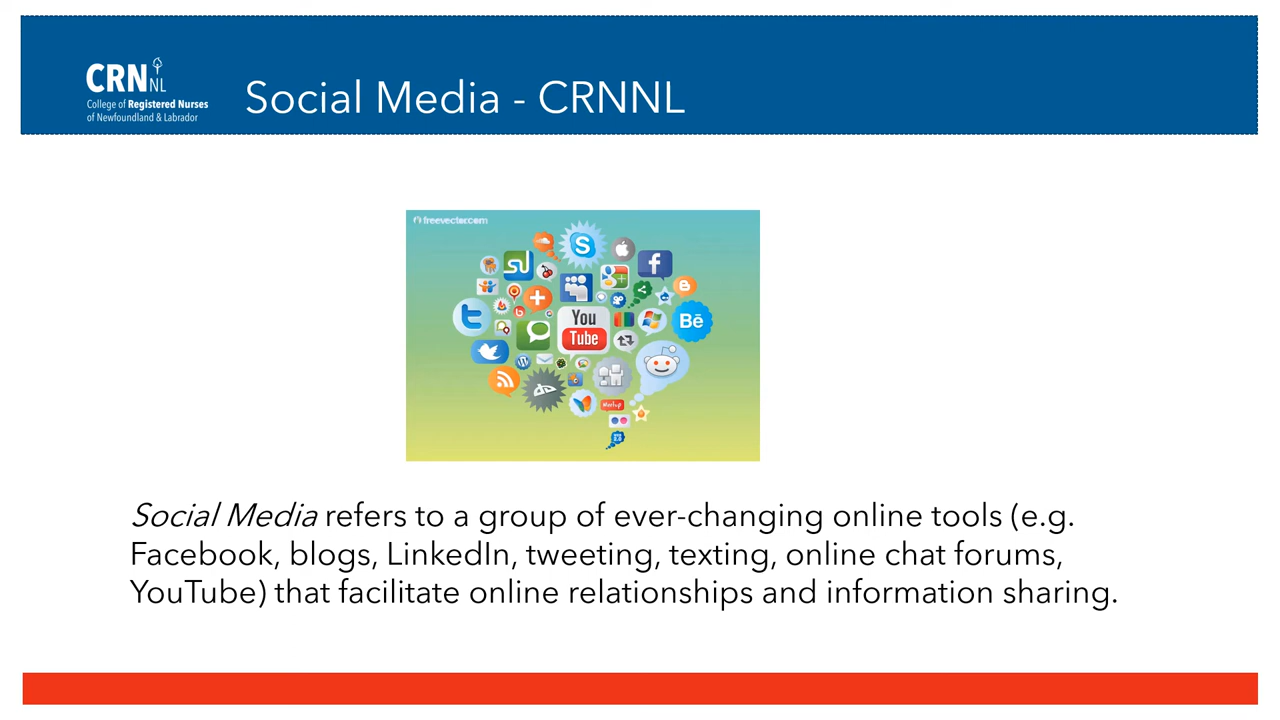 CRN NL
College of Registered Nurses
of Newfoundland & Labrador
Social Media - CRNNL
freevector.com
You
Tube
Bē
Social Media refers to a group of ever-changing online tools (e.g.
Facebook, blogs, LinkedIn, tweeting, texting, online chat forums,
YouTube) that facilitate online relationships and information sharing.